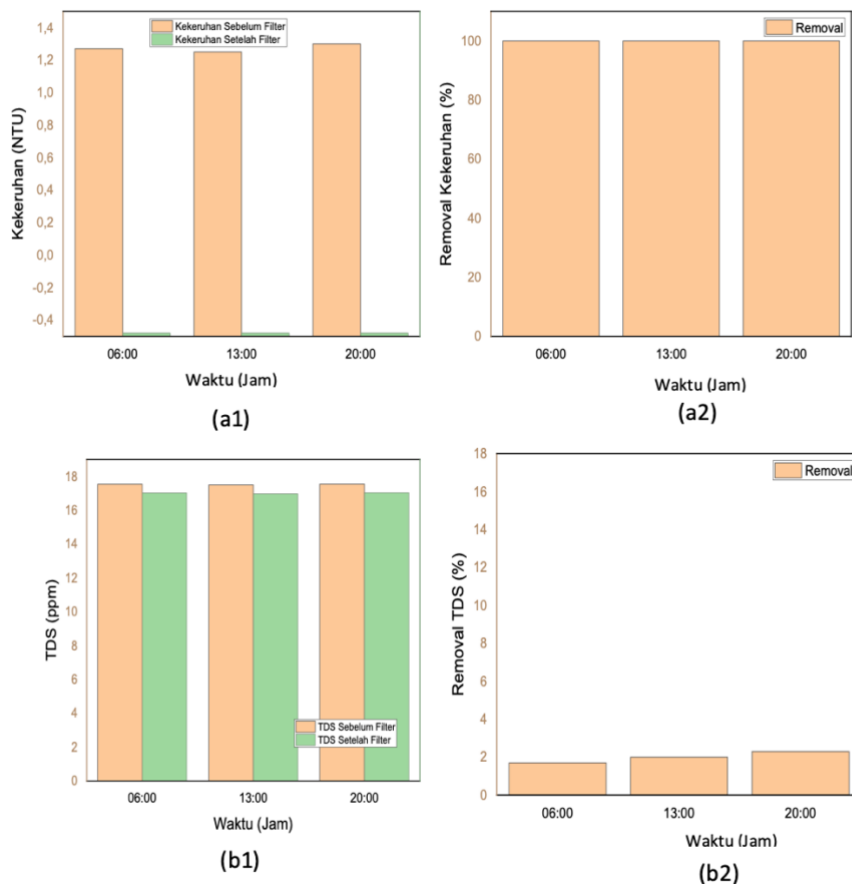 1,4
1,2
1,0
0,8
0,6
0,4
0,2
0,0
-0,2
-0,4
Kekeruhan (NTU)
Kekeruhan Sebelum Filter
Kekeruhan Setelah Filter
06:00 13:00 20:00
Waktu (Jam)
(a1)
100
80
60
40
20
0
Removal Kekeruhan (%)
Removal
06:00 13:00 20:00
Waktu (Jam)
(a2)
18
16
14
12
10
8
6
4
2
0
TDS (ppm)
TDS Sebelum Filter
TDS Setelah Filter
06:00 13:00 20:00
Waktu (Jam)
(b1)
18
16
14
12
10
8
6
4
2
0
Removal TDS (%)
Removal
06:00 13:00 20:00
Waktu (Jam)
(b2)